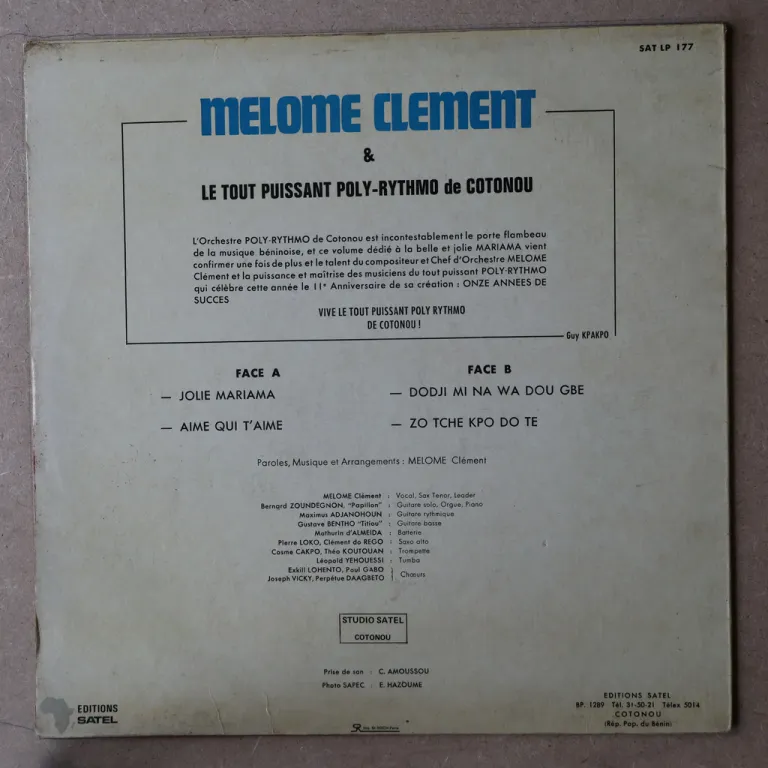 SAT LP 177
MELOME CLEMENT
&
LE TOUT PUISSANT POLY-RYTHMO de COTONOU
L'Orchestre POLY-RYTHMO de Cotonou est incontestablement le porte flambeau
de la musique béninoise, et ce volume dédié à la belle et jolie MARIAMA vient
confirmer une fois de plus et le talent du compositeur et Chef d'Orchestre MELOME
Clément et la puissance et maîtrise des musiciens du tout puissant POLY-RYTHMO
qui célèbre cette année le 11e Anniversaire de sa création : ONZE ANNEES DE
SUCCES
VIVE LE TOUT PUISSANT POLY RYTHMO
DE COTONOU !
Guy KPAKPO
FACE A
— JOLIE MARIAMA
— AIME QUI T'AIME
FACE B
— DODJI MI NA WA DOU GBE
— ZO TCHE KPO DO TE
Paroles, Musique et Arrangements : MELOME Clément
MELOME Clément : Vocal, Sax Tenor, Leader
Bernard ZOUNDEGNON, "Papillon" : Guitare solo, Orgue, Piano
Maximus ADJANOHOUN : Guitare rythmique
Gustave BENTHO "Titiou" : Guitare basse
Mathurin d'ALMEIDA : Batterie
Pierre LOKO, Clément do REGO : Saxo alto
Cosme CAKPO, Théo KOUTOUAN : Trompette
Léopold YEHOUESSI : Tumba
Eskill LOHENTO, Paul GABO
Joseph VICKY, Perpétue DAAGBETO } Chœurs
STUDIO SATEL
COTONOU
Prise de son : C. AMOUSSOU
Photo SAPEC : E. HAZOUME
EDITIONS
SATEL
EDITIONS SATEL
BP. 1289 Tél. 31-50-21 Télex 5014
COTONOU
(Rép. Pop. du Bénin)